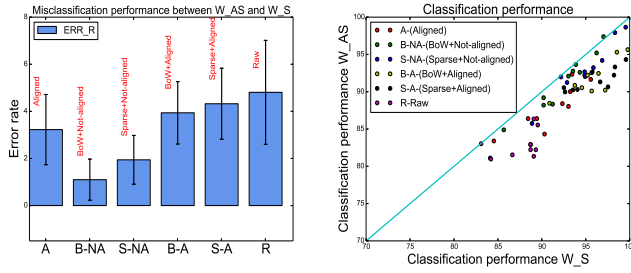 Misclassification performance between W_AS and W_S
8
6
4
2
0
Error rate
ERR_R
Aligned
BoW+Not-aligned
Sparse+Not-aligned
BoW+Aligned
Sparse+Aligned
Raw
A B-NA S-NA B-A S-A R
Classification performance
100
95
90
85
80
75
70
Classification performance W_AS
A-(Aligned)
B-NA(BoW+Not-aligned)
S-NA-(Sparse+Not-aligned)
B-A-(BoW+Aligned)
S-A-(Sparse+Aligned)
R-Raw
70 75 80 85 90 95 100
Classification performance W_S